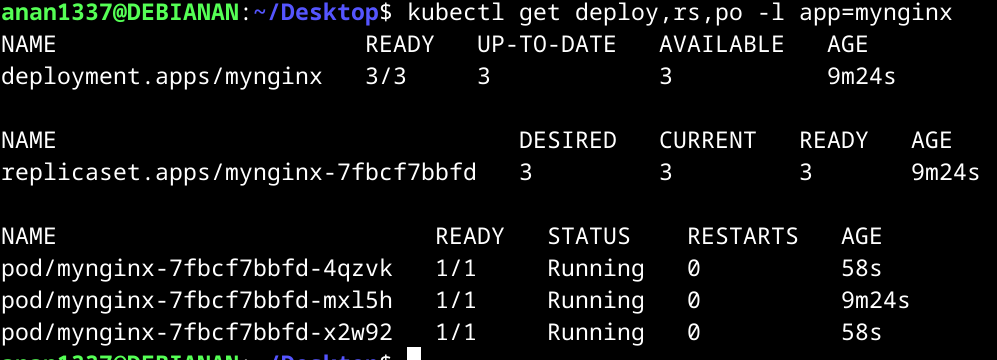 anan1337@DEBIANAN:~/Desktop$ kubectl get deploy,rs,po -l app=mynginx
NAME READY UP-TO-DATE AVAILABLE AGE
deployment.apps/mynginx 3/3 3 3 9m24s
NAME DESIRED CURRENT READY AGE
replicaset.apps/mynginx-7fbcf7bbfd 3 3 3 9m24s
NAME READY STATUS RESTARTS AGE
pod/mynginx-7fbcf7bbfd-4qzvk 1/1 Running 0 58s
pod/mynginx-7fbcf7bbfd-mxl5h 1/1 Running 0 9m24s
pod/mynginx-7fbcf7bbfd-x2w92 1/1 Running 0 58s
anan1337@DEBIANAN:~/Desktop$